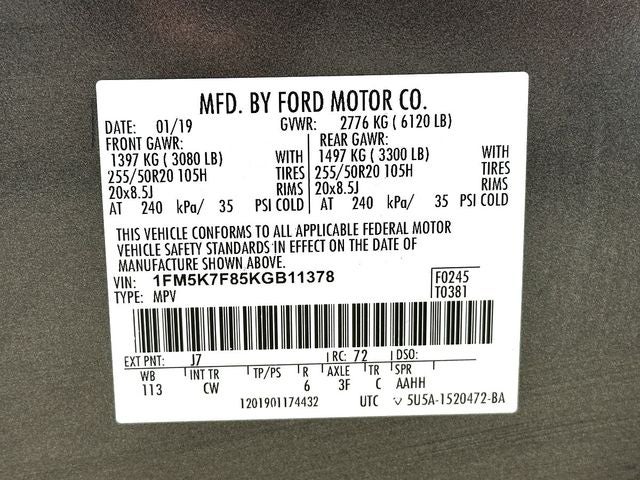 MFD. BY FORD MOTOR CO.
DATE: 01/19 GVWR: 2776 KG ( 6120 LB)
FRONT GAWR: REAR GAWR:
1397 KG ( 3080 LB) WITH 1497 KG ( 3300 LB) WITH
255/50R20 105H TIRES 255/50R20 105H TIRES
20x8.5J RIMS 20x8.5J RIMS
AT 240 kPa/ 35 PSI COLD AT 240 kPa/ 35 PSI COLD
THIS VEHICLE CONFORMS TO ALL APPLICABLE FEDERAL MOTOR
VEHICLE SAFETY STANDARDS IN EFFECT ON THE DATE OF
MANUFACTURE SHOWN ABOVE.
VIN: 1FM5K7F85KGB11378 F0245
TYPE: MPV T0381
EXT PNT: J7 RC: 72 DSO:
WB INT TR TP/PS R AXLE TR SPR
113 CW 6 3F C AAHH
1201901174432 UTC 5U5A-1520472-BA